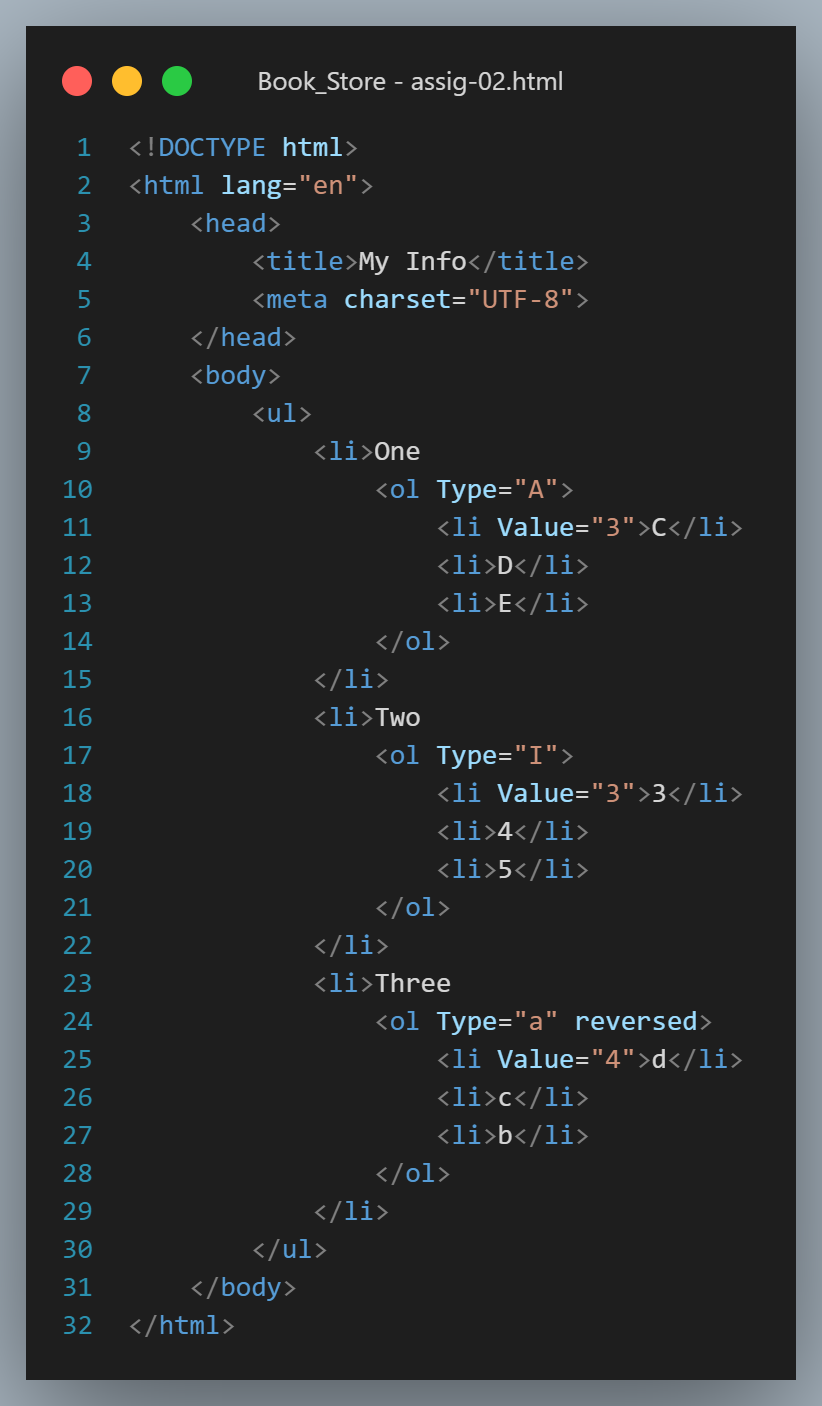 Book_Store - assig-02.html
1 <!DOCTYPE html>
2 <html lang="en">
3     <head>
4         <title>My Info</title>
5         <meta charset="UTF-8">
6     </head>
7     <body>
8         <ul>
9             <li>One
10                 <ol Type="A">
11                     <li Value="3">C</li>
12                     <li>D</li>
13                     <li>E</li>
14                 </ol>
15             </li>
16             <li>Two
17                 <ol Type="I">
18                     <li Value="3">3</li>
19                     <li>4</li>
20                     <li>5</li>
21                 </ol>
22             </li>
23             <li>Three
24                 <ol Type="a" reversed>
25                     <li Value="4">d</li>
26                     <li>c</li>
27                     <li>b</li>
28                 </ol>
29             </li>
30         </ul>
31     </body>
32 </html>